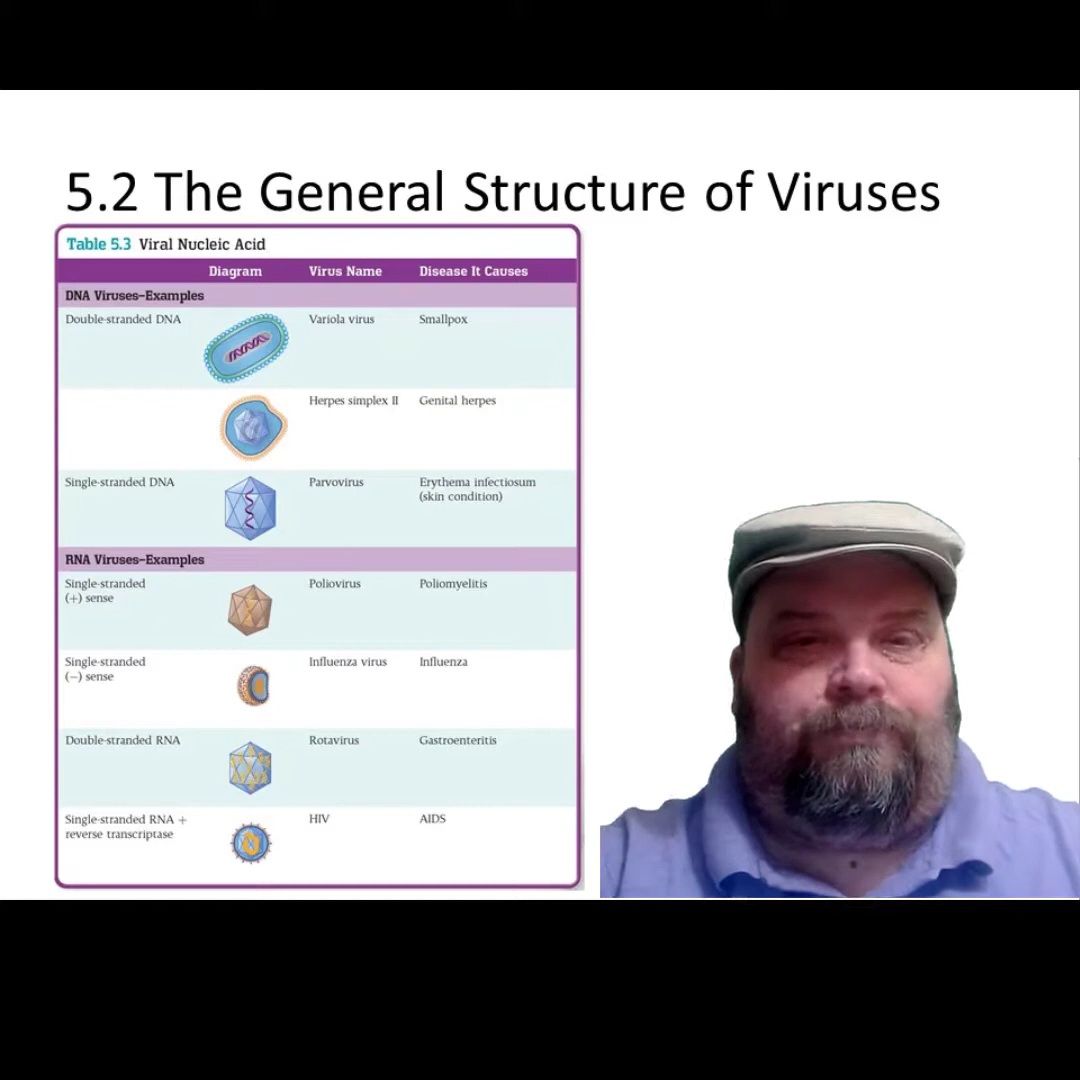 5.2 The General Structure of Viruses
Table 5.3 Viral Nucleic Acid
Diagram Virus Name Disease It Causes
DNA Viruses–Examples
Double-stranded DNA Variola virus Smallpox
Herpes simplex II Genital herpes
Single-stranded DNA Parvovirus Erythema infectiosum
(skin condition)
RNA Viruses–Examples
Single-stranded Poliovirus Poliomyelitis
(+) sense
Single-stranded Influenza virus Influenza
(−) sense
Double-stranded RNA Rotavirus Gastroenteritis
Single-stranded RNA + HIV AIDS
reverse transcriptase